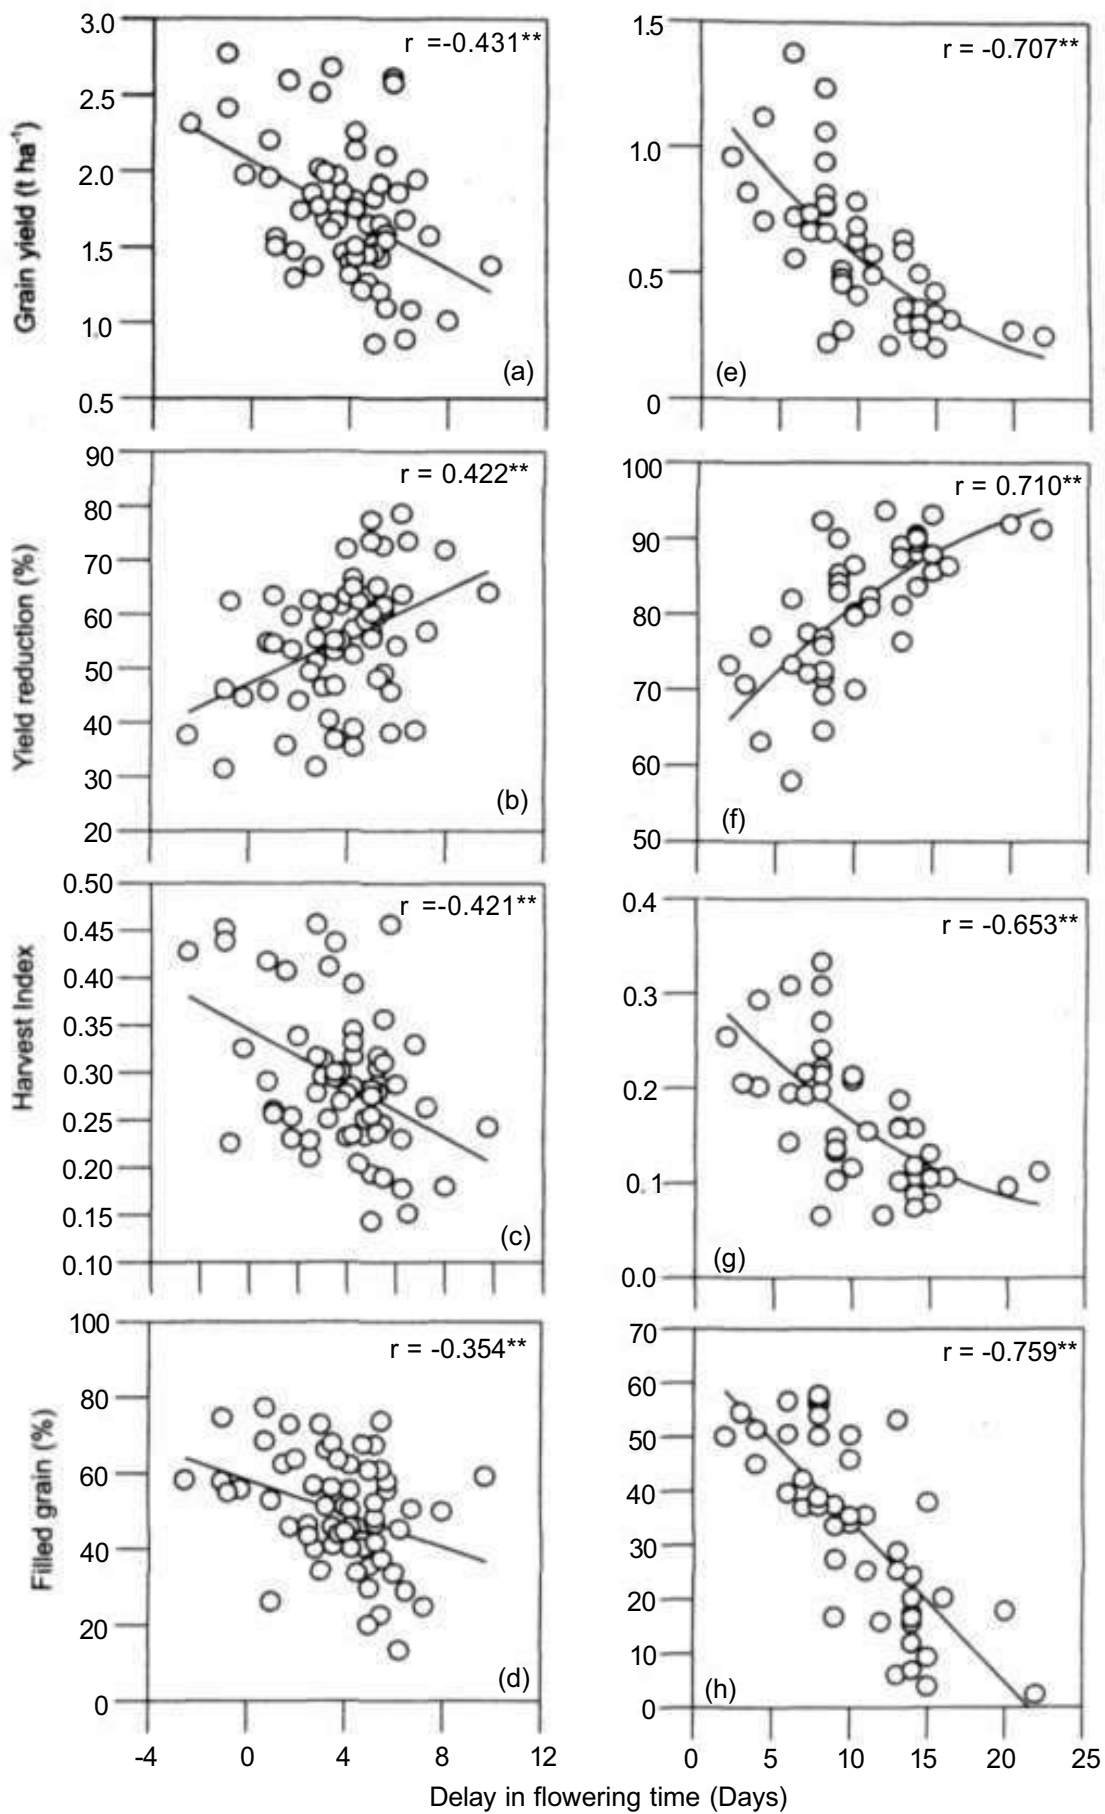 Grain yield (t ha⁻¹)
3.0
2.5
2.0
1.5
1.0
0.5
r =-0.431**
(a)
1.5
1.0
0.5
0
r = -0.707**
(e)
Yield reduction (%)
90
80
70
60
50
40
30
20
r = 0.422**
(b)
100
90
80
70
60
50
r = 0.710**
(f)
Harvest Index
0.50
0.45
0.40
0.35
0.30
0.25
0.20
0.15
0.10
r =-0.421**
(c)
0.4
0.3
0.2
0.1
0.0
r = -0.653**
(g)
Filled grain (%)
100
80
60
40
20
0
r = -0.354**
(d)
-4 0 4 8 12
70
60
50
40
30
20
10
0
r = -0.759**
(h)
0 5 10 15 20 25
Delay in flowering time (Days)